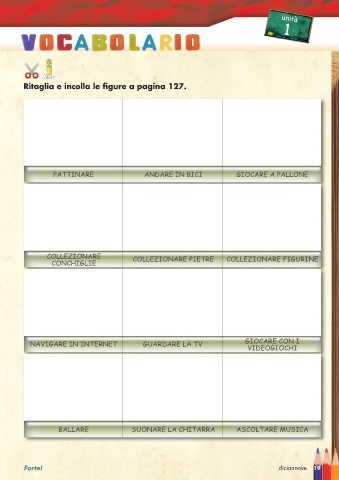 unità
1
VOCABOLARIO
Ritaglia e incolla le figure a pagina 127.
PATTINARE
ANDARE IN BICI
GIOCARE A PALLONE
COLLEZIONARE
CONCHIGLIE
COLLEZIONARE PIETRE
COLLEZIONARE FIGURINE
NAVIGARE IN INTERNET
GUARDARE LA TV
GIOCARE CON I
VIDEOGIOCHI
BALLARE
SUONARE LA CHITARRA
ASCOLTARE MUSICA
Forte!
diciannove
19